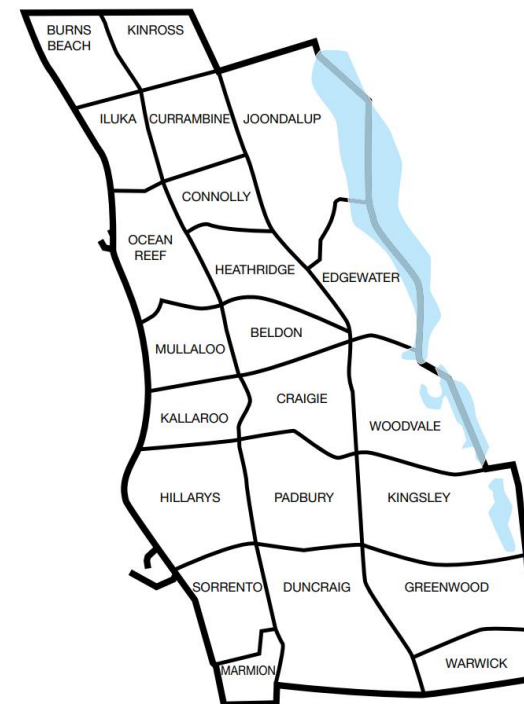 BURNS
BEACH
KINROSS
ILUKA
CURRAMBINE
JOONDALUP
CONNOLLY
OCEAN
REEF
HEATHRIDGE
EDGEWATER
MULLALOO
BELDON
KALLAROO
CRAIGIE
WOODVALE
HILLARYS
PADBURY
KINGSLEY
SORRENTO
DUNCRAIG
GREENWOOD
MARMION
WARWICK